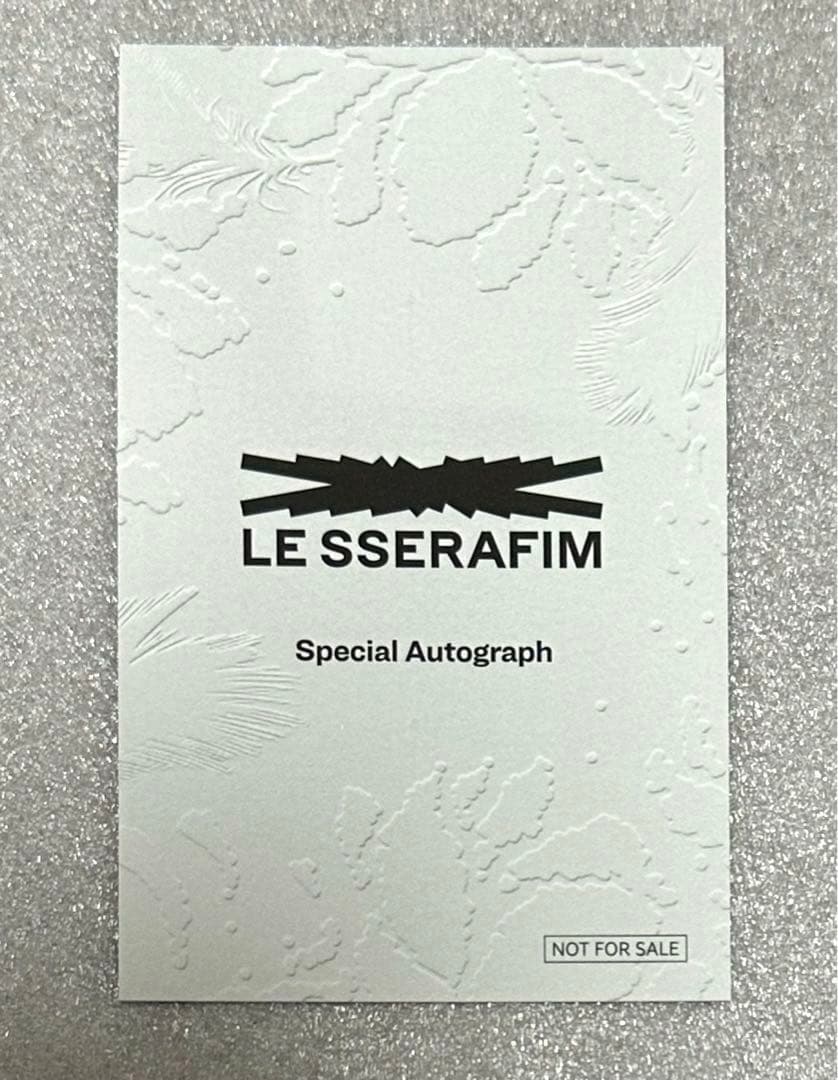 LE SSERAFIM
Special Autograph
NOT FOR SALE